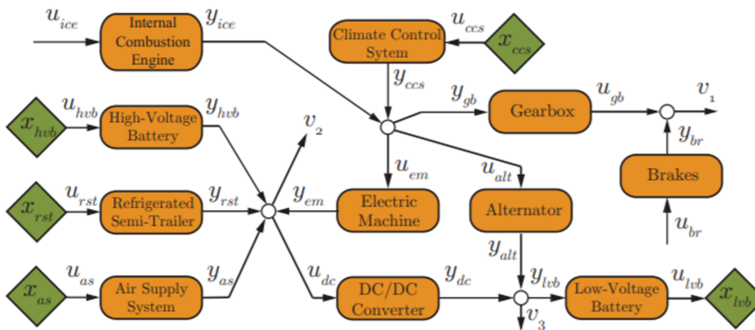 u_ice
Internal
Combustion
Engine
y_ice
Climate Control
Sytem
u_ccs
x_ccs
y_ccs
x_hvb
u_hvb
High-Voltage
Battery
y_hvb
v_2
y_gb
Gearbox
u_gb
v_1
y_br
Brakes
u_br
x_rst
u_rst
Refrigerated
Semi-Trailer
y_rst
y_em
u_em
Electric
Machine
u_alt
Alternator
y_alt
x_as
u_as
Air Supply
System
y_as
u_dc
DC/DC
Converter
y_dc
y_lvb
v_3
Low-Voltage
Battery
u_lvb
x_lvb